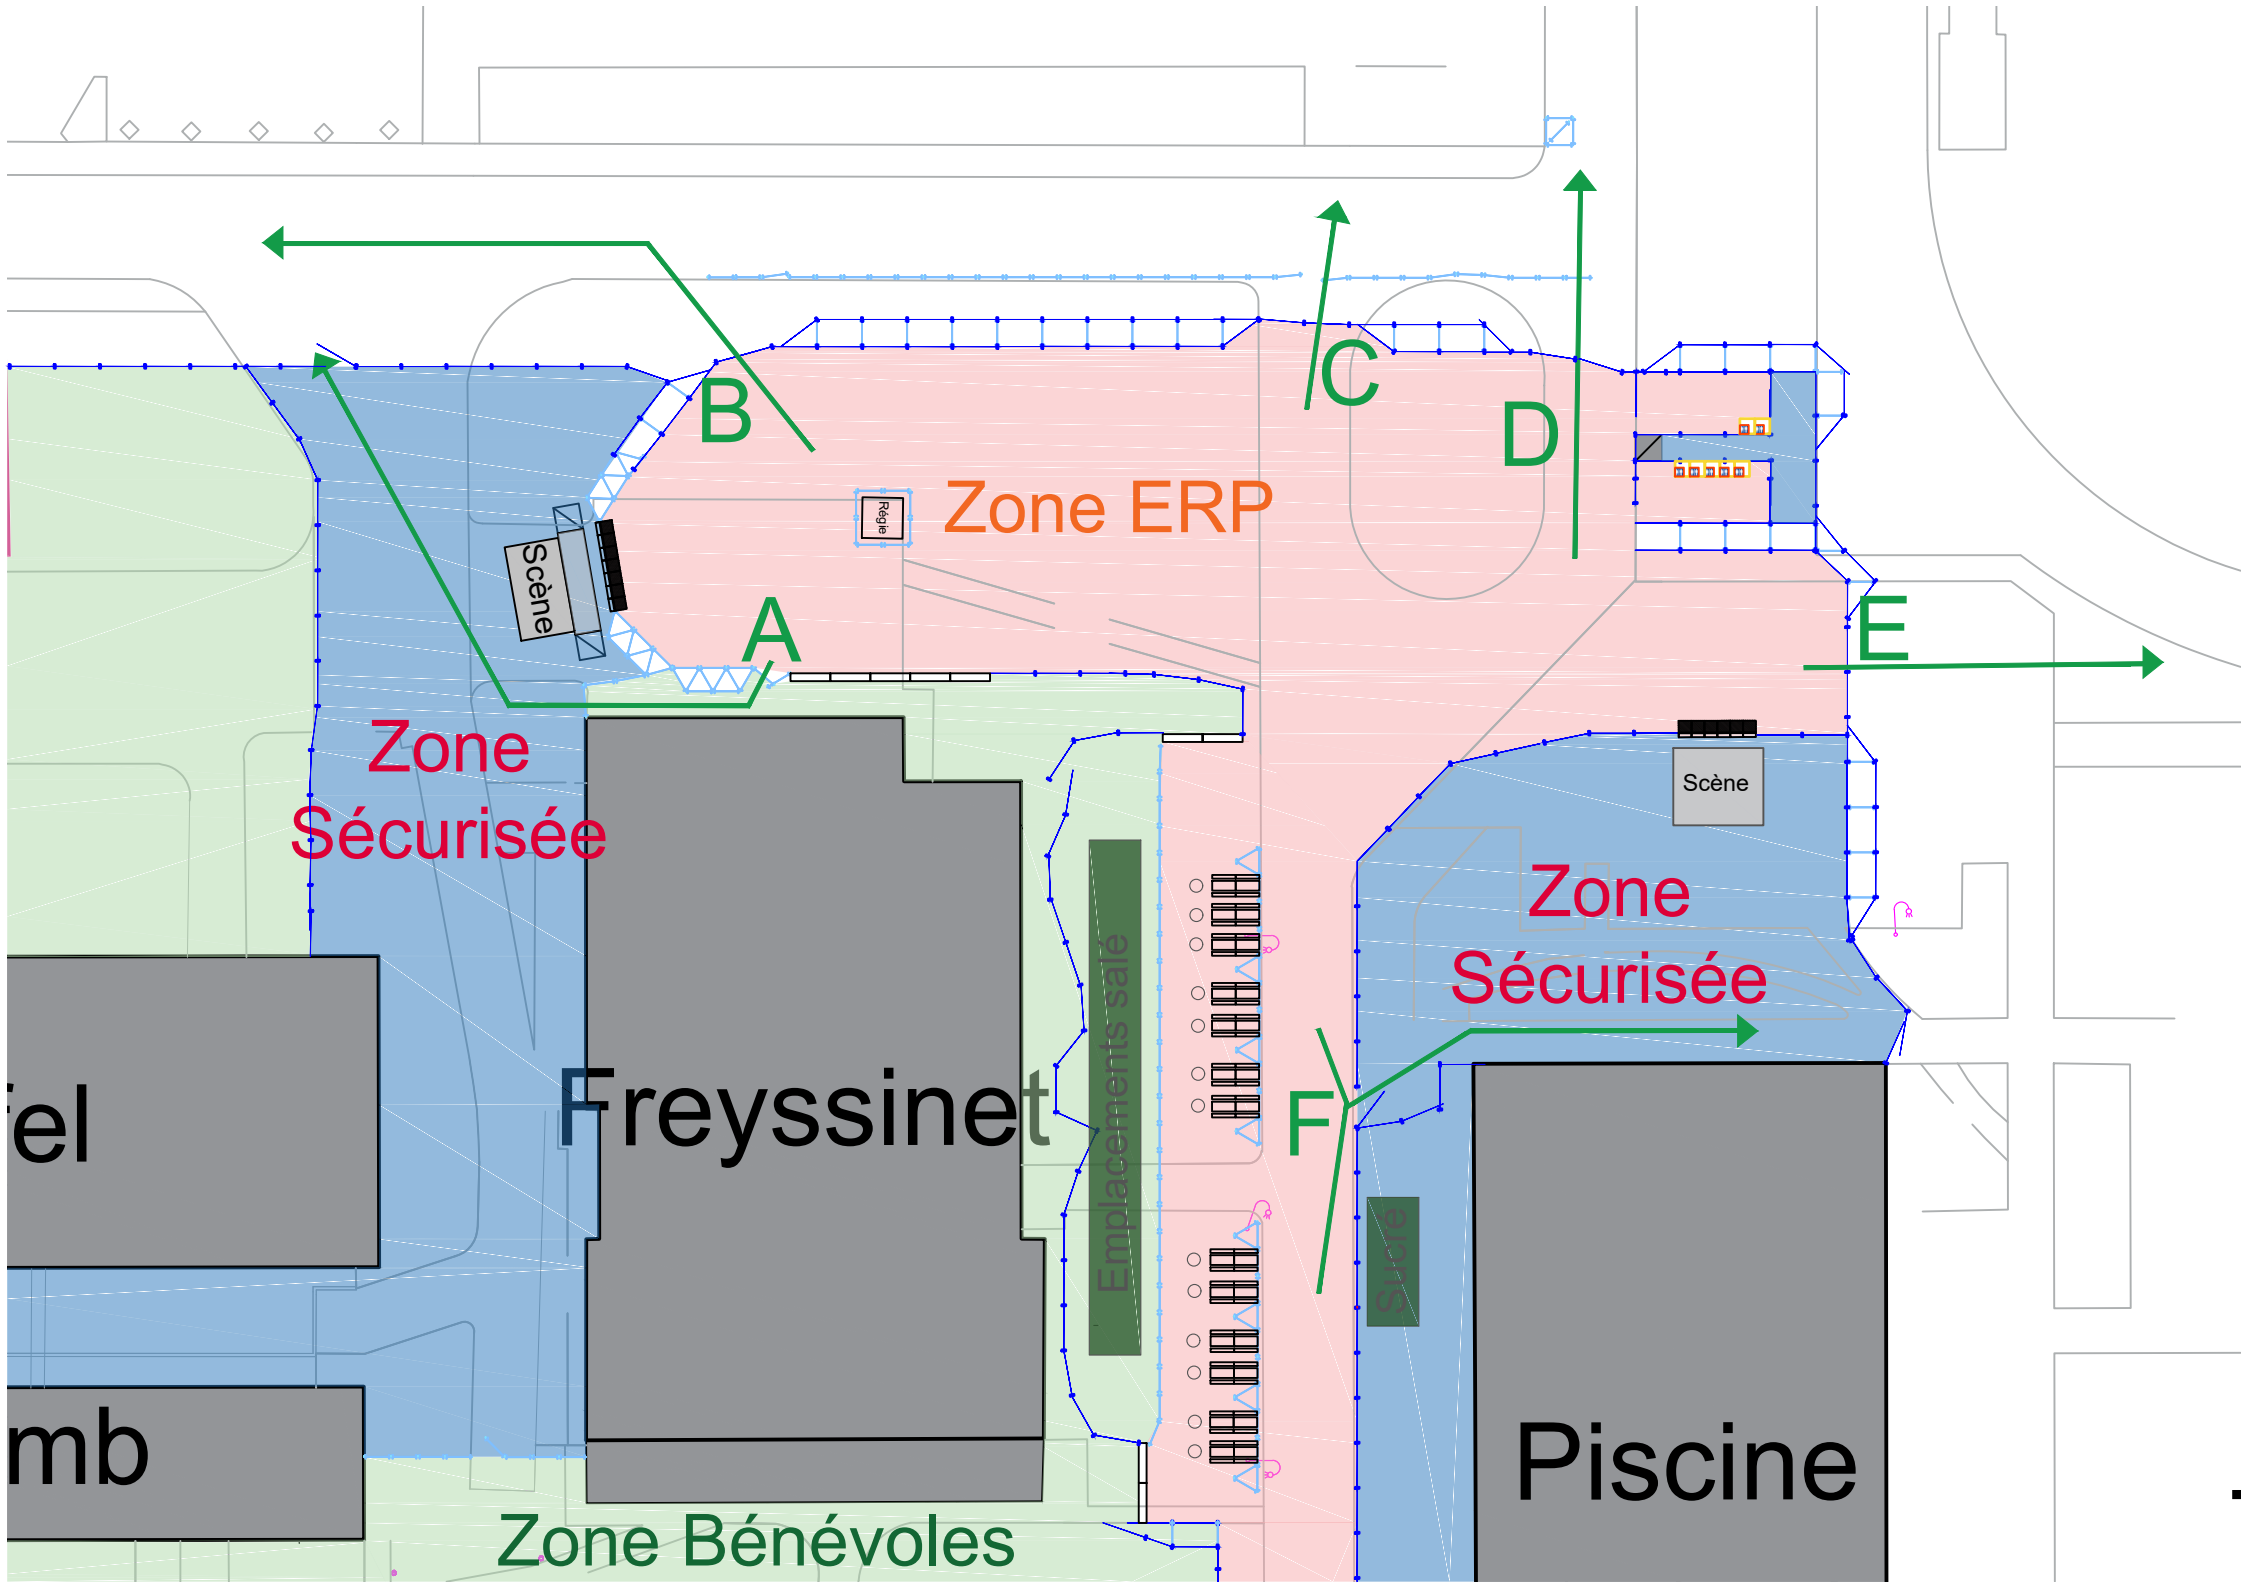 C
B
D
Régie
Zone ERP
Scène
A
E
Zone
Sécurisée
Scène
Zone
Sécurisée
Emplacements salé
Freyssinet
F
Sucré
fel
mb
Piscine
Zone Bénévoles